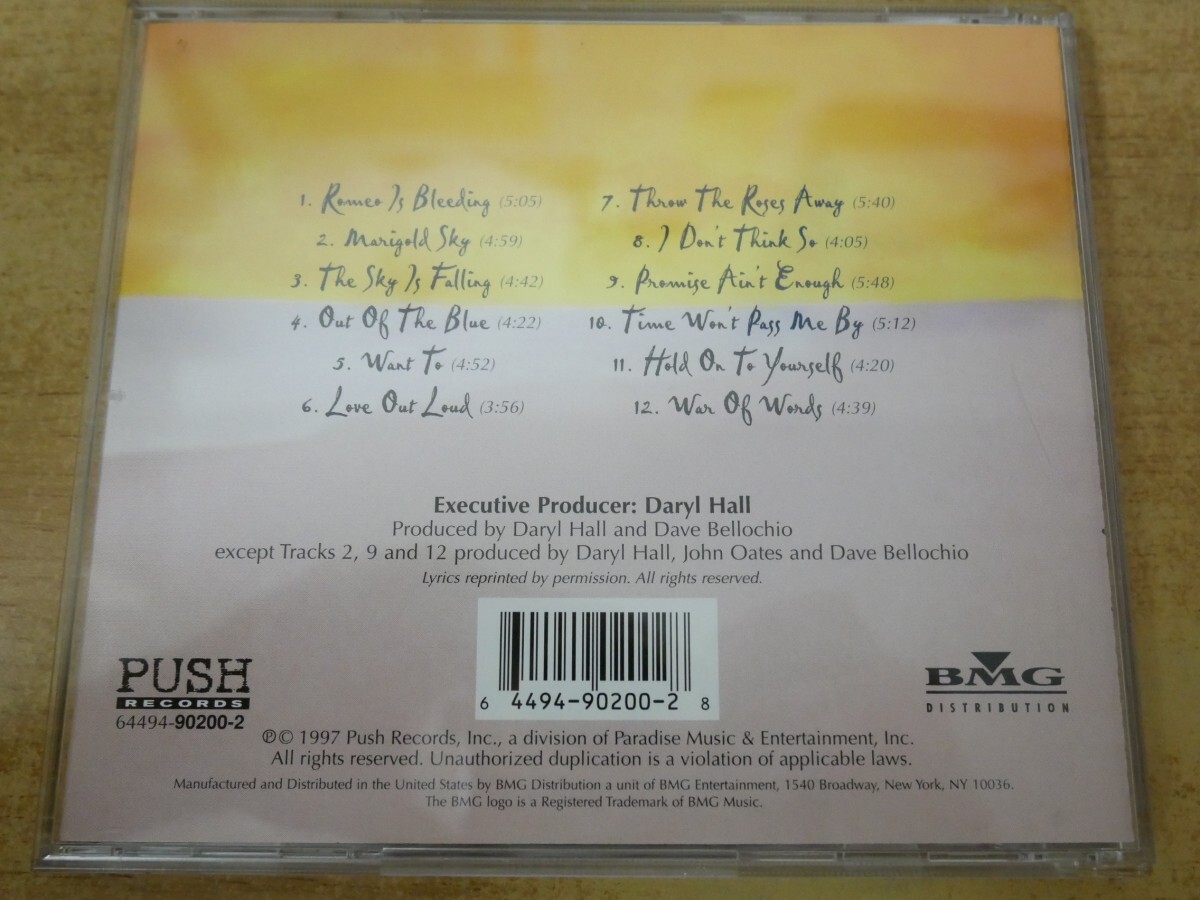 1. Romeo Is Bleeding (5:05)
2. Marigold Sky (4:59)
3. The Sky Is Falling (4:42)
4. Out Of The Blue (4:22)
5. Want To (4:52)
6. Love Out Loud (3:56)
7. Throw The Roses Away (5:40)
8. I Don't Think So (4:05)
9. Promise Ain't Enough (5:48)
10. Time Won't Pass Me By (5:12)
11. Hold On To Yourself (4:20)
12. War Of Words (4:39)
Executive Producer: Daryl Hall
Produced by Daryl Hall and Dave Bellochio
except Tracks 2, 9 and 12 produced by Daryl Hall, John Oates and Dave Bellochio
Lyrics reprinted by permission. All rights reserved.
PUSH
RECORDS
64494-90200-2
6 4494-90200-2 8
BMG
DISTRIBUTION
℗© 1997 Push Records, Inc., a division of Paradise Music & Entertainment, Inc.
All rights reserved. Unauthorized duplication is a violation of applicable laws.
Manufactured and Distributed in the United States by BMG Distribution a unit of BMG Entertainment, 1540 Broadway, New York, NY 10036.
The BMG logo is a Registered Trademark of BMG Music.